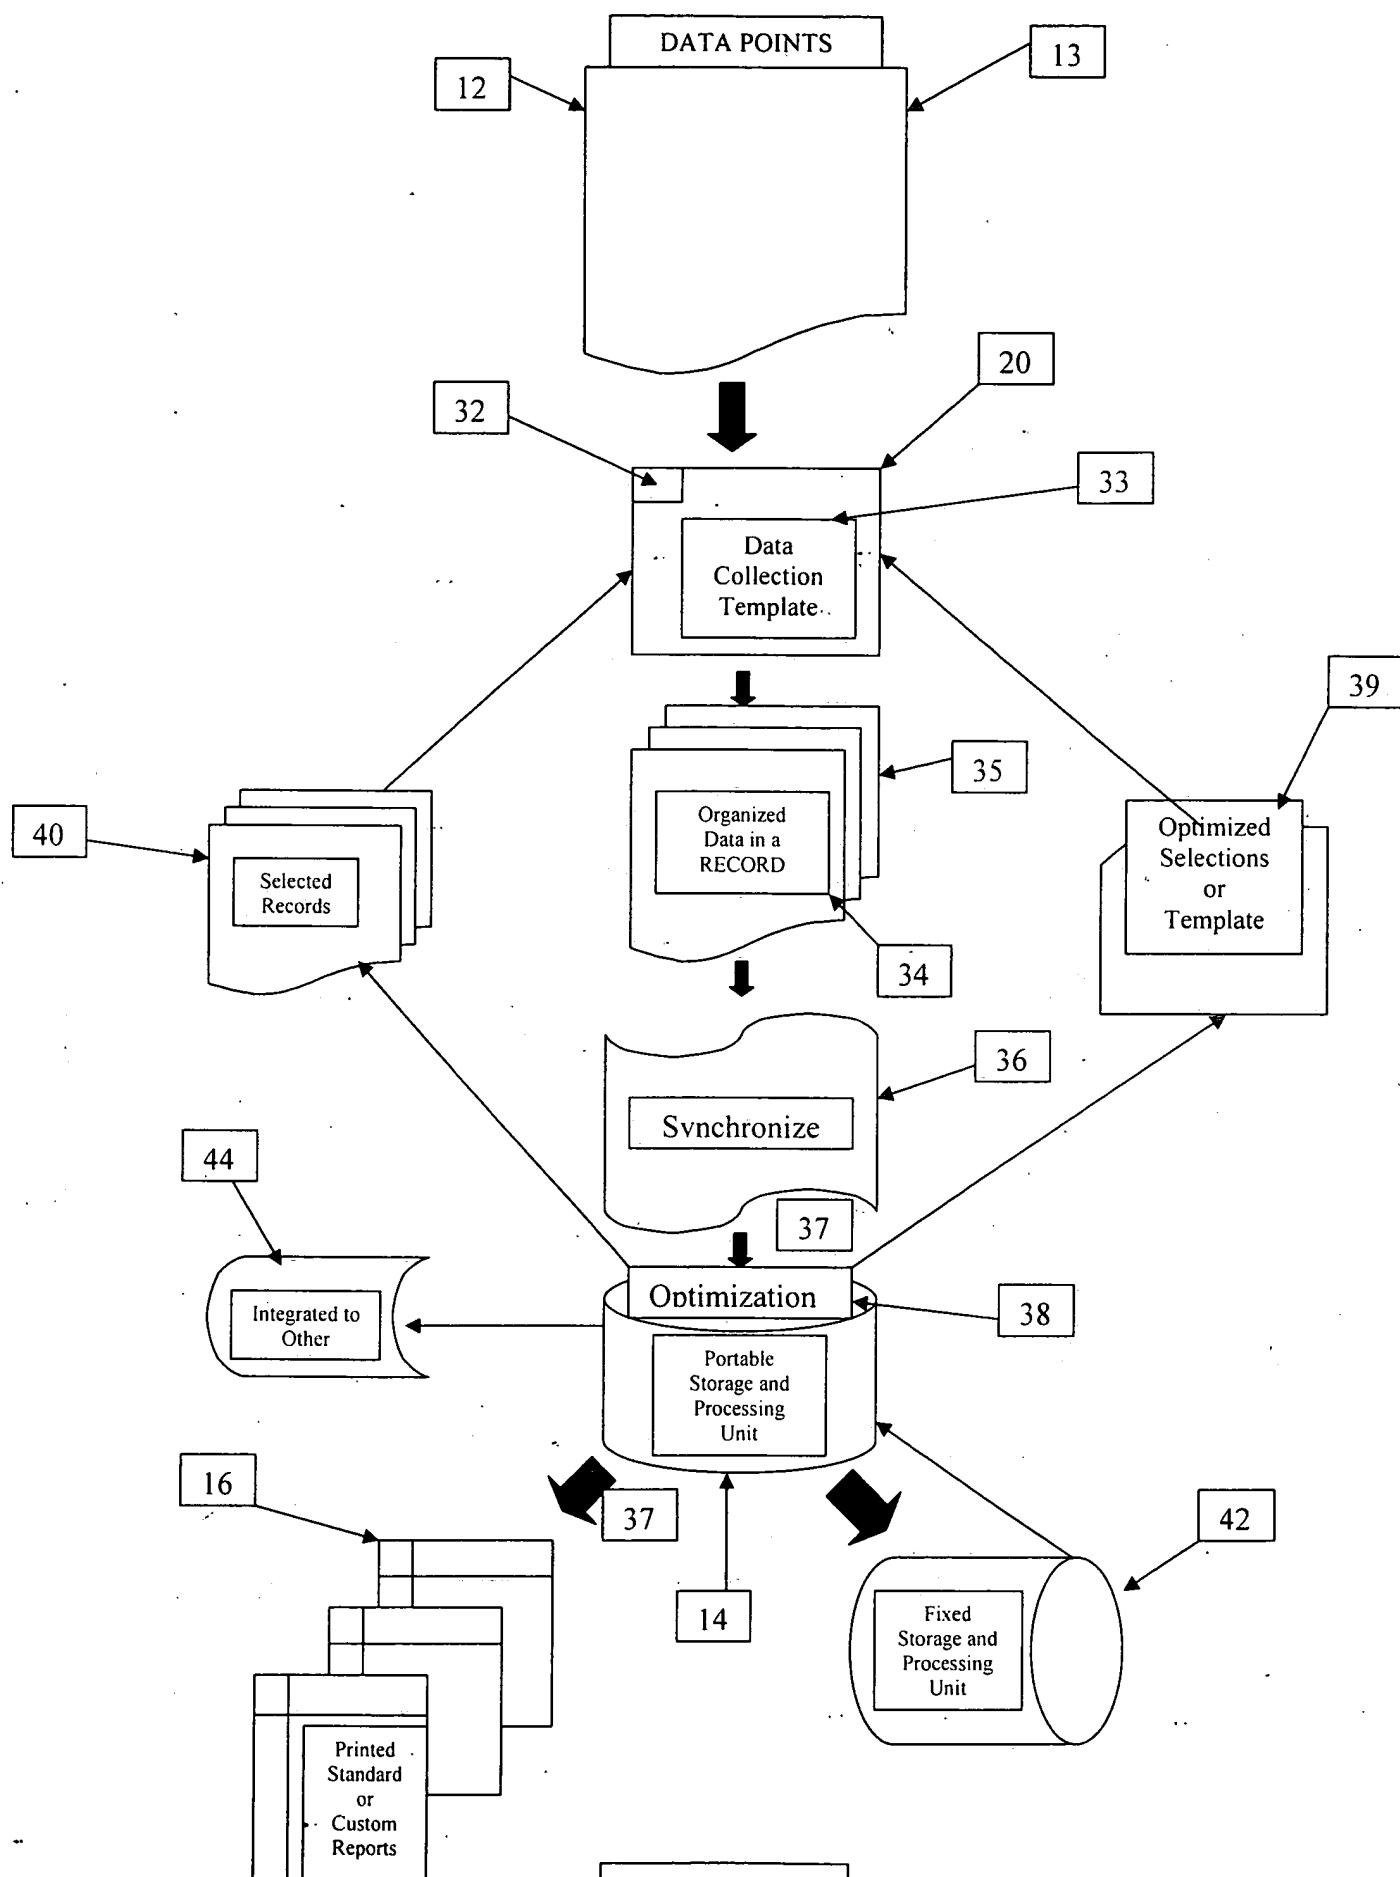 DATA POINTS
12
13
20
32
33
Data
Collection
Template
39
35
40
Organized
Data in a
RECORD
Selected
Records
Optimized
Selections
or
Template
34
36
Synchronize
44
37
Optimization
38
Integrated to
Other
Portable
Storage and
Processing
Unit
16
37
42
14
Fixed
Storage and
Processing
Unit
Printed
Standard
or
Custom
Reports